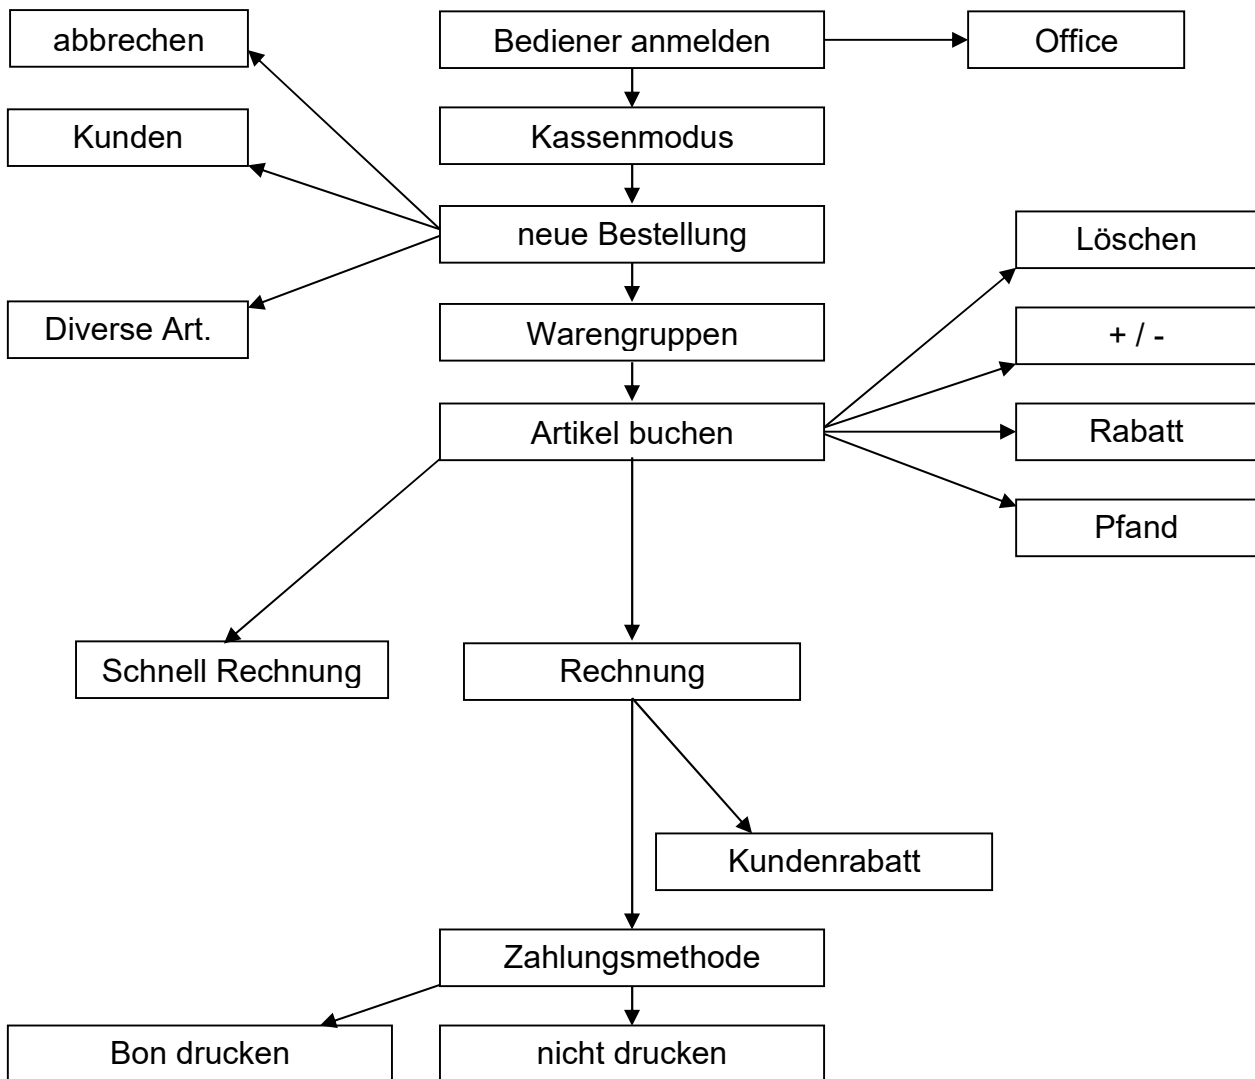 abbrechen
Bediener anmelden
Office
Kunden
Kassenmodus
neue Bestellung
Löschen
Diverse Art.
Warengruppen
+ / -
Artikel buchen
Rabatt
Pfand
Schnell Rechnung
Rechnung
Kundenrabatt
Zahlungsmethode
Bon drucken
nicht drucken